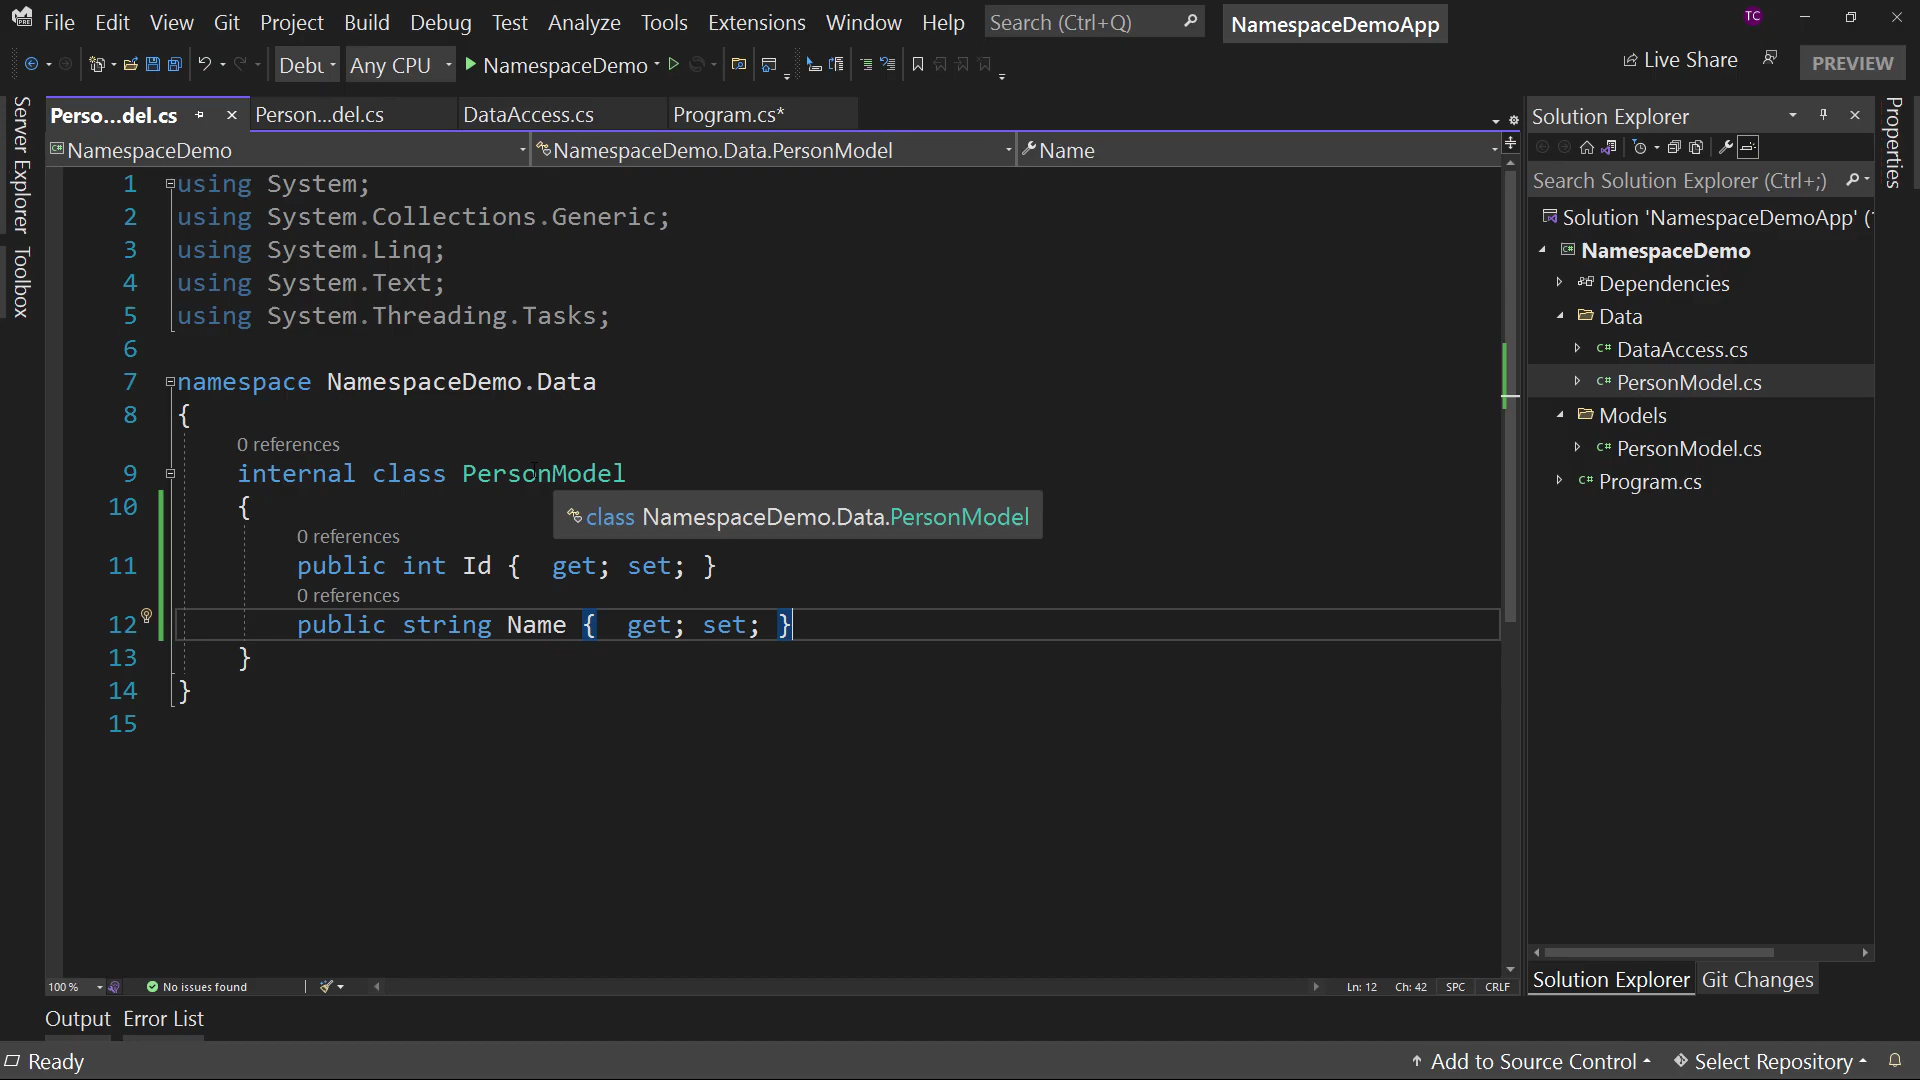 File Edit View Git Project Build Debug Test Analyze Tools Extensions Window Help Search (Ctrl+Q) NamespaceDemoApp TC
Debu Any CPU NamespaceDemo Live Share PREVIEW
Server Explorer
Toolbox
Perso...del.cs Person...del.cs DataAccess.cs Program.cs*
NamespaceDemo NamespaceDemo.Data.PersonModel Name
1 using System;
2 using System.Collections.Generic;
3 using System.Linq;
4 using System.Text;
5 using System.Threading.Tasks;
6
7 namespace NamespaceDemo.Data
8 {
0 references
9 internal class PersonModel
10 {
class NamespaceDemo.Data.PersonModel
0 references
11 public int Id {  get; set; }
0 references
12 public string Name {  get; set; }
13 }
14 }
15
100 % No issues found Ln: 12 Ch: 42 SPC CRLF
Solution Explorer
Search Solution Explorer (Ctrl+;)
Solution 'NamespaceDemoApp' (
NamespaceDemo
Dependencies
Data
DataAccess.cs
PersonModel.cs
Models
PersonModel.cs
Program.cs
Solution Explorer Git Changes
Properties
Output Error List
Ready Add to Source Control Select Repository